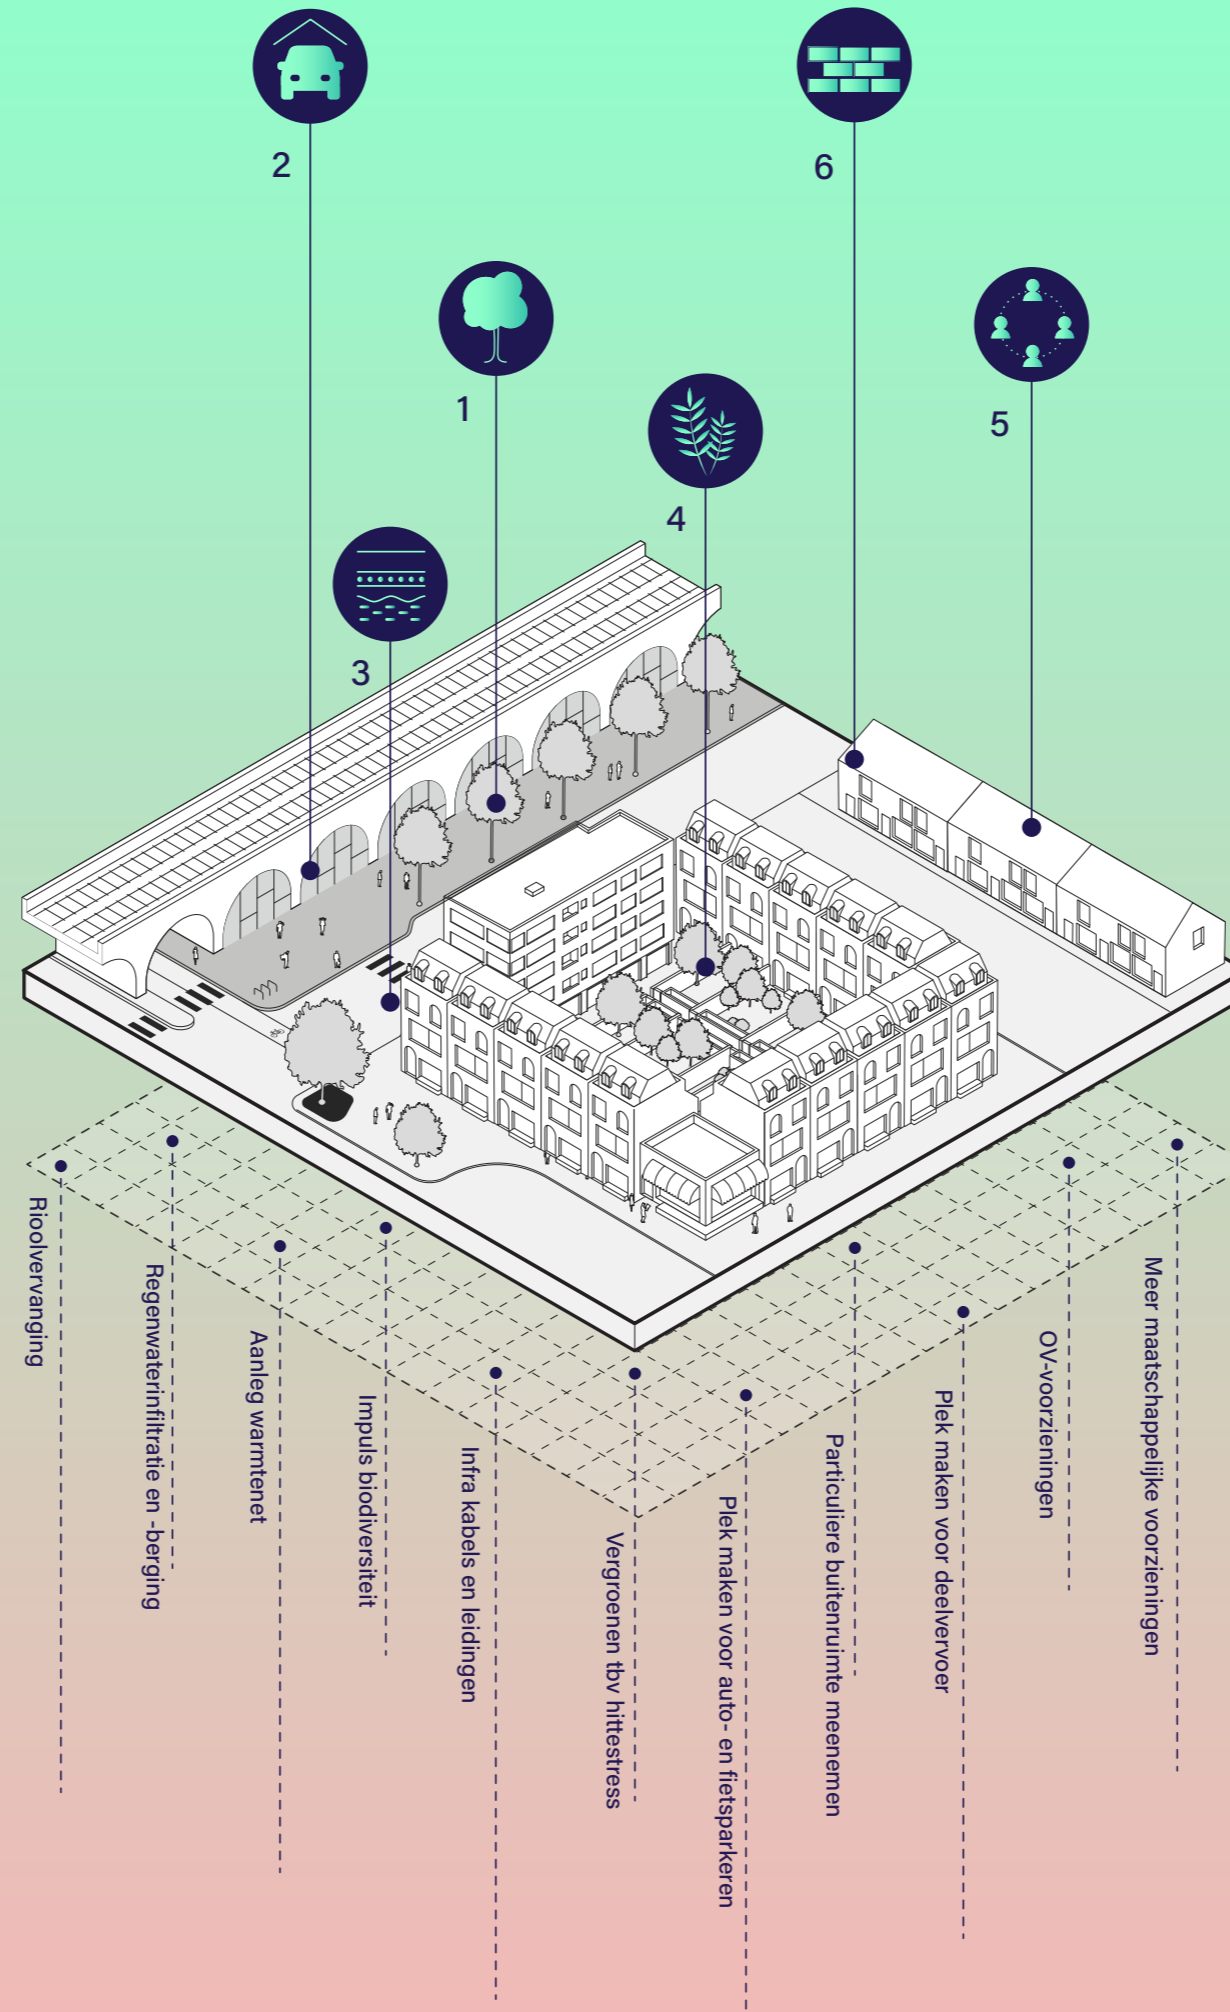 2
6
1
5
4
3
Rioolvervanging
Regenwaterinfiltratie en -berging
Aanleg warmtenet
Impuls biodiversiteit
Infra kabels en leidingen
Vergroenen tbv hittestress
Plek maken voor auto- en fietsparkeren
Particuliere buitenruimte meenemen
Plek maken voor deelvervoer
OV-voorzieningen
Meer maatschappelijke voorzieningen